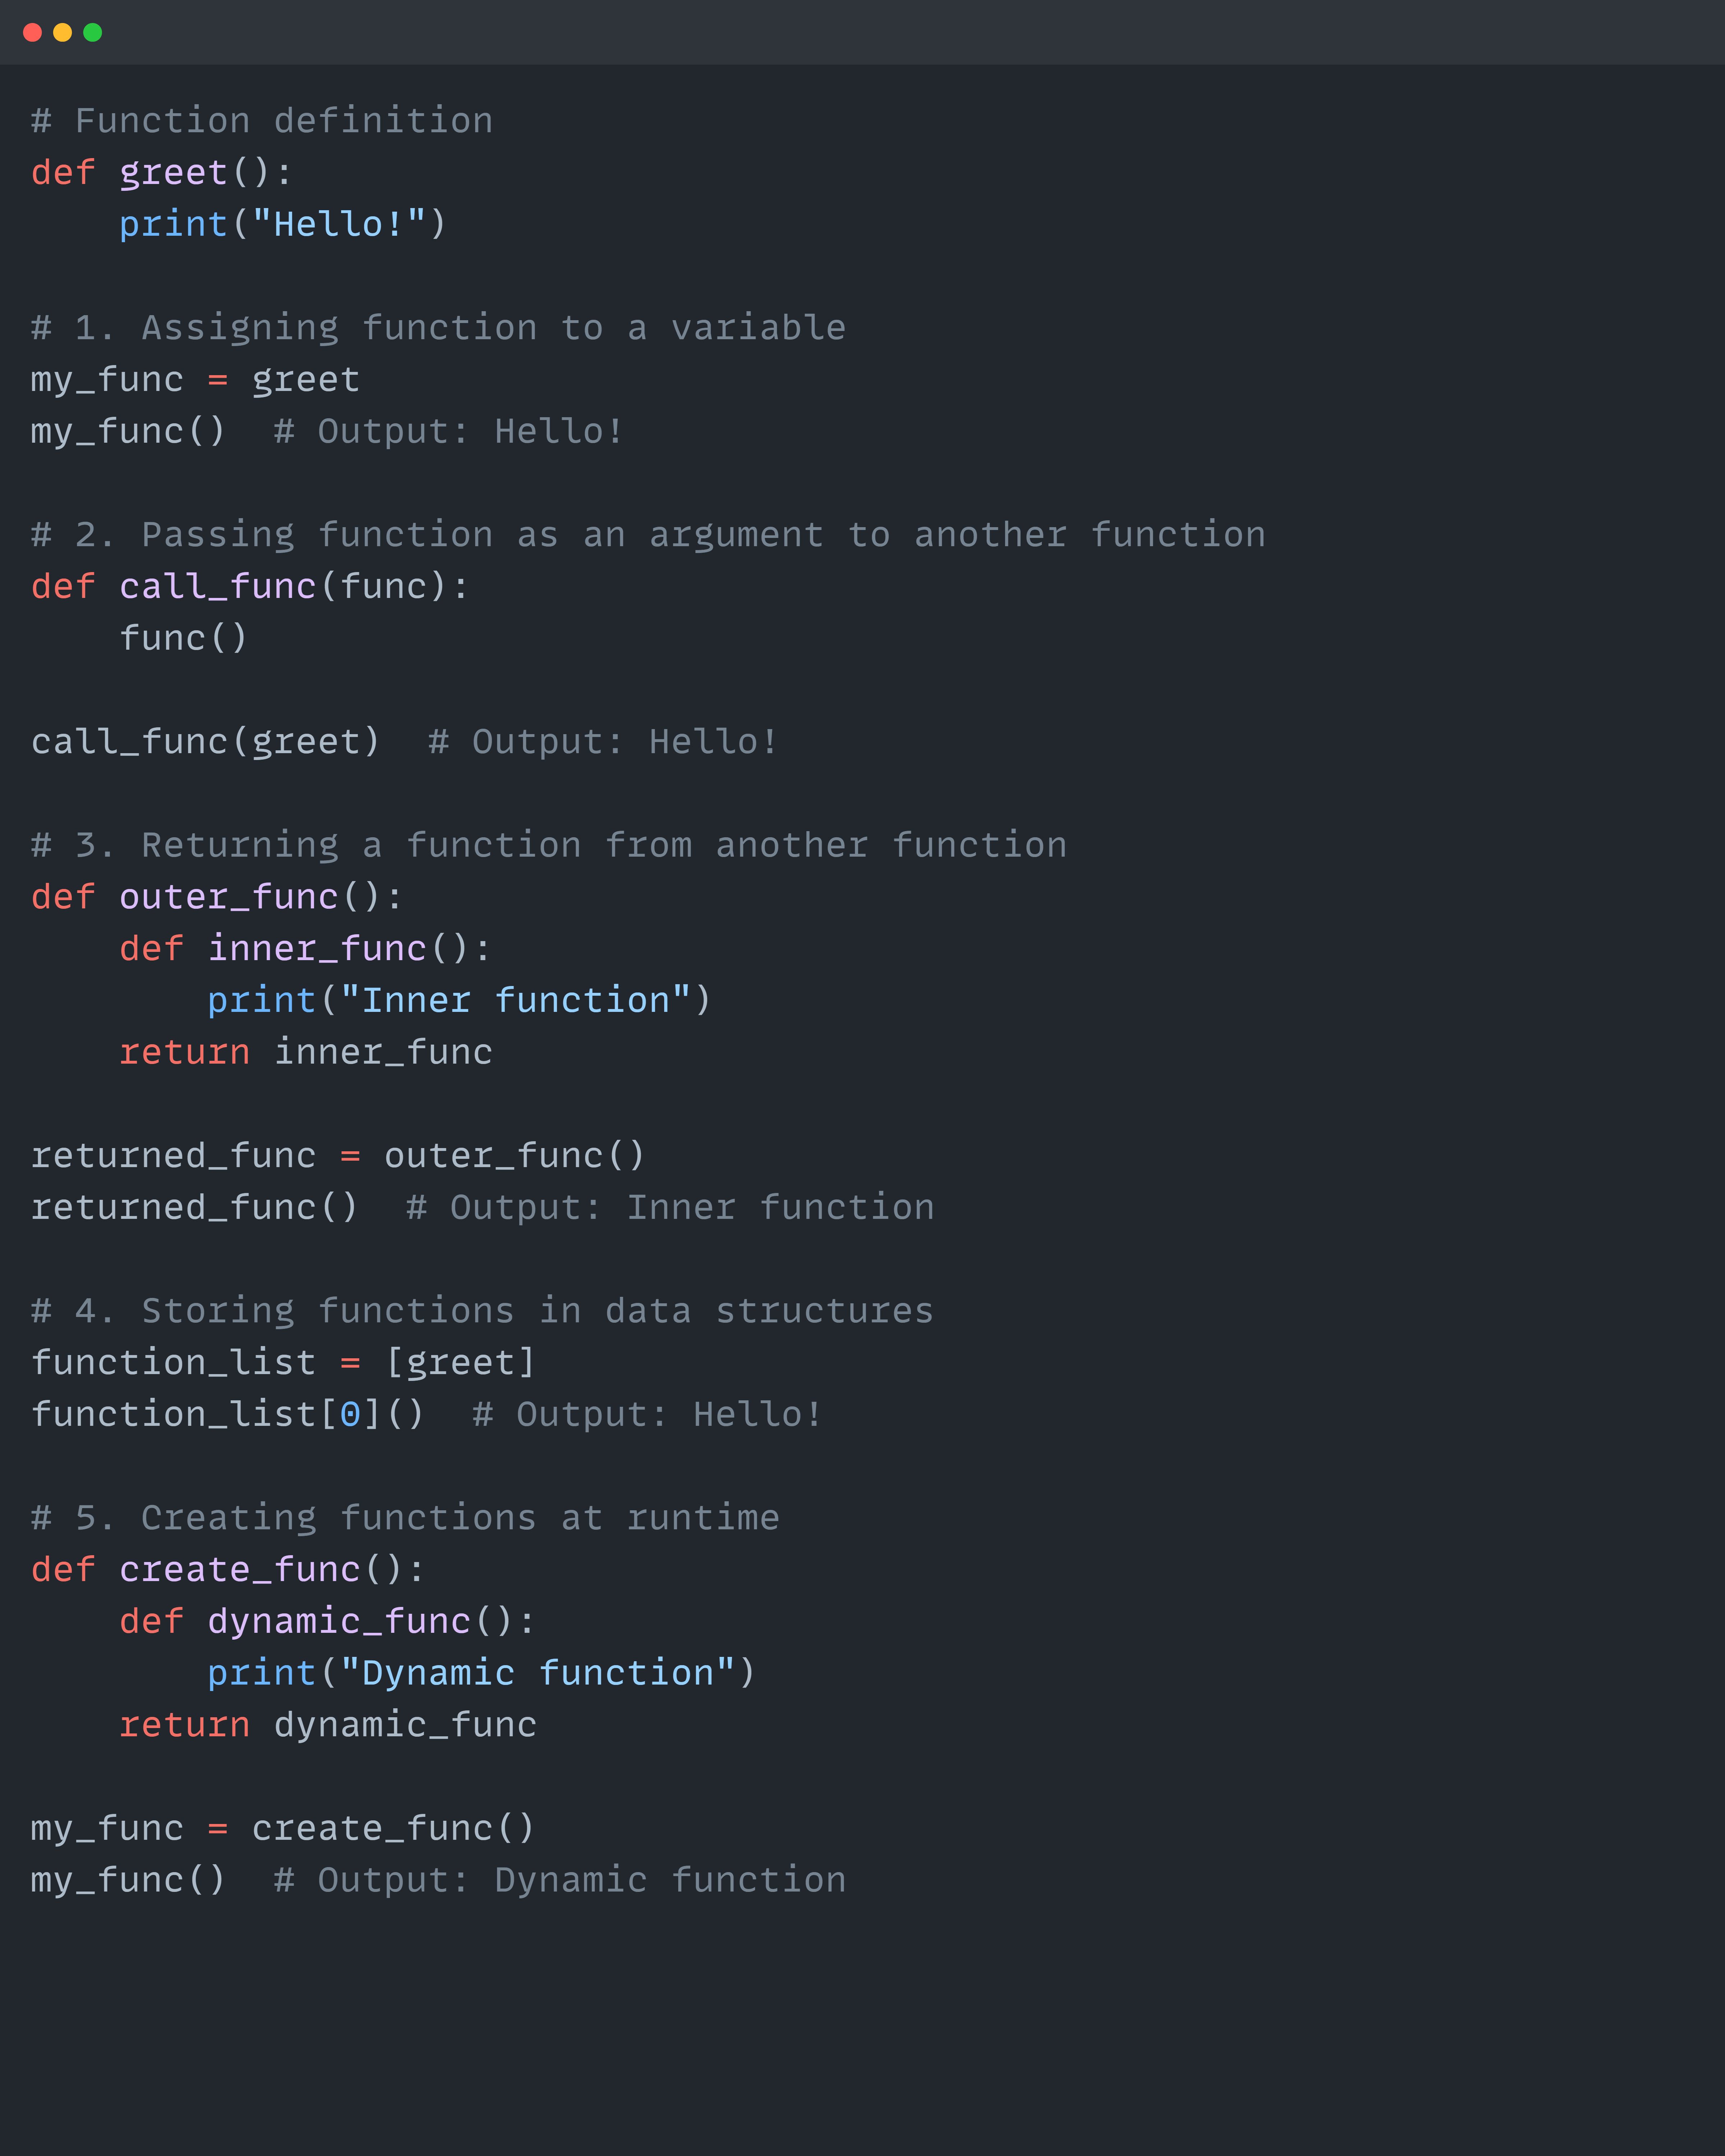 # Function definition
def greet():
    print("Hello!")

# 1. Assigning function to a variable
my_func = greet
my_func()  # Output: Hello!

# 2. Passing function as an argument to another function
def call_func(func):
    func()

call_func(greet)  # Output: Hello!

# 3. Returning a function from another function
def outer_func():
    def inner_func():
        print("Inner function")
    return inner_func

returned_func = outer_func()
returned_func()  # Output: Inner function

# 4. Storing functions in data structures
function_list = [greet]
function_list[0]()  # Output: Hello!

# 5. Creating functions at runtime
def create_func():
    def dynamic_func():
        print("Dynamic function")
    return dynamic_func

my_func = create_func()
my_func()  # Output: Dynamic function